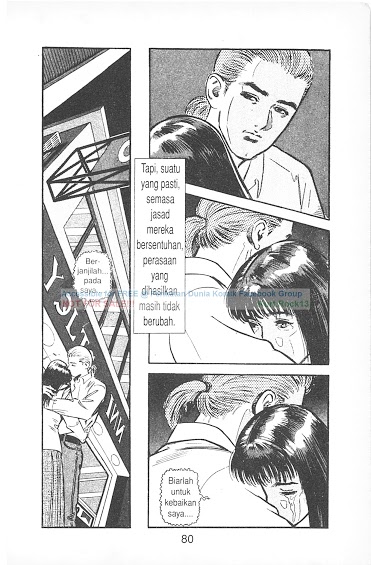 Tapi, suatu
yang pasti,
semasa
jasad
mereka
bersentuhan,
perasaan
yang
dihasilkan
masih tidak
berubah.
Ber-
janjilah....
pada
saya....
Biarlah
untuk
kebaikan
saya....
80